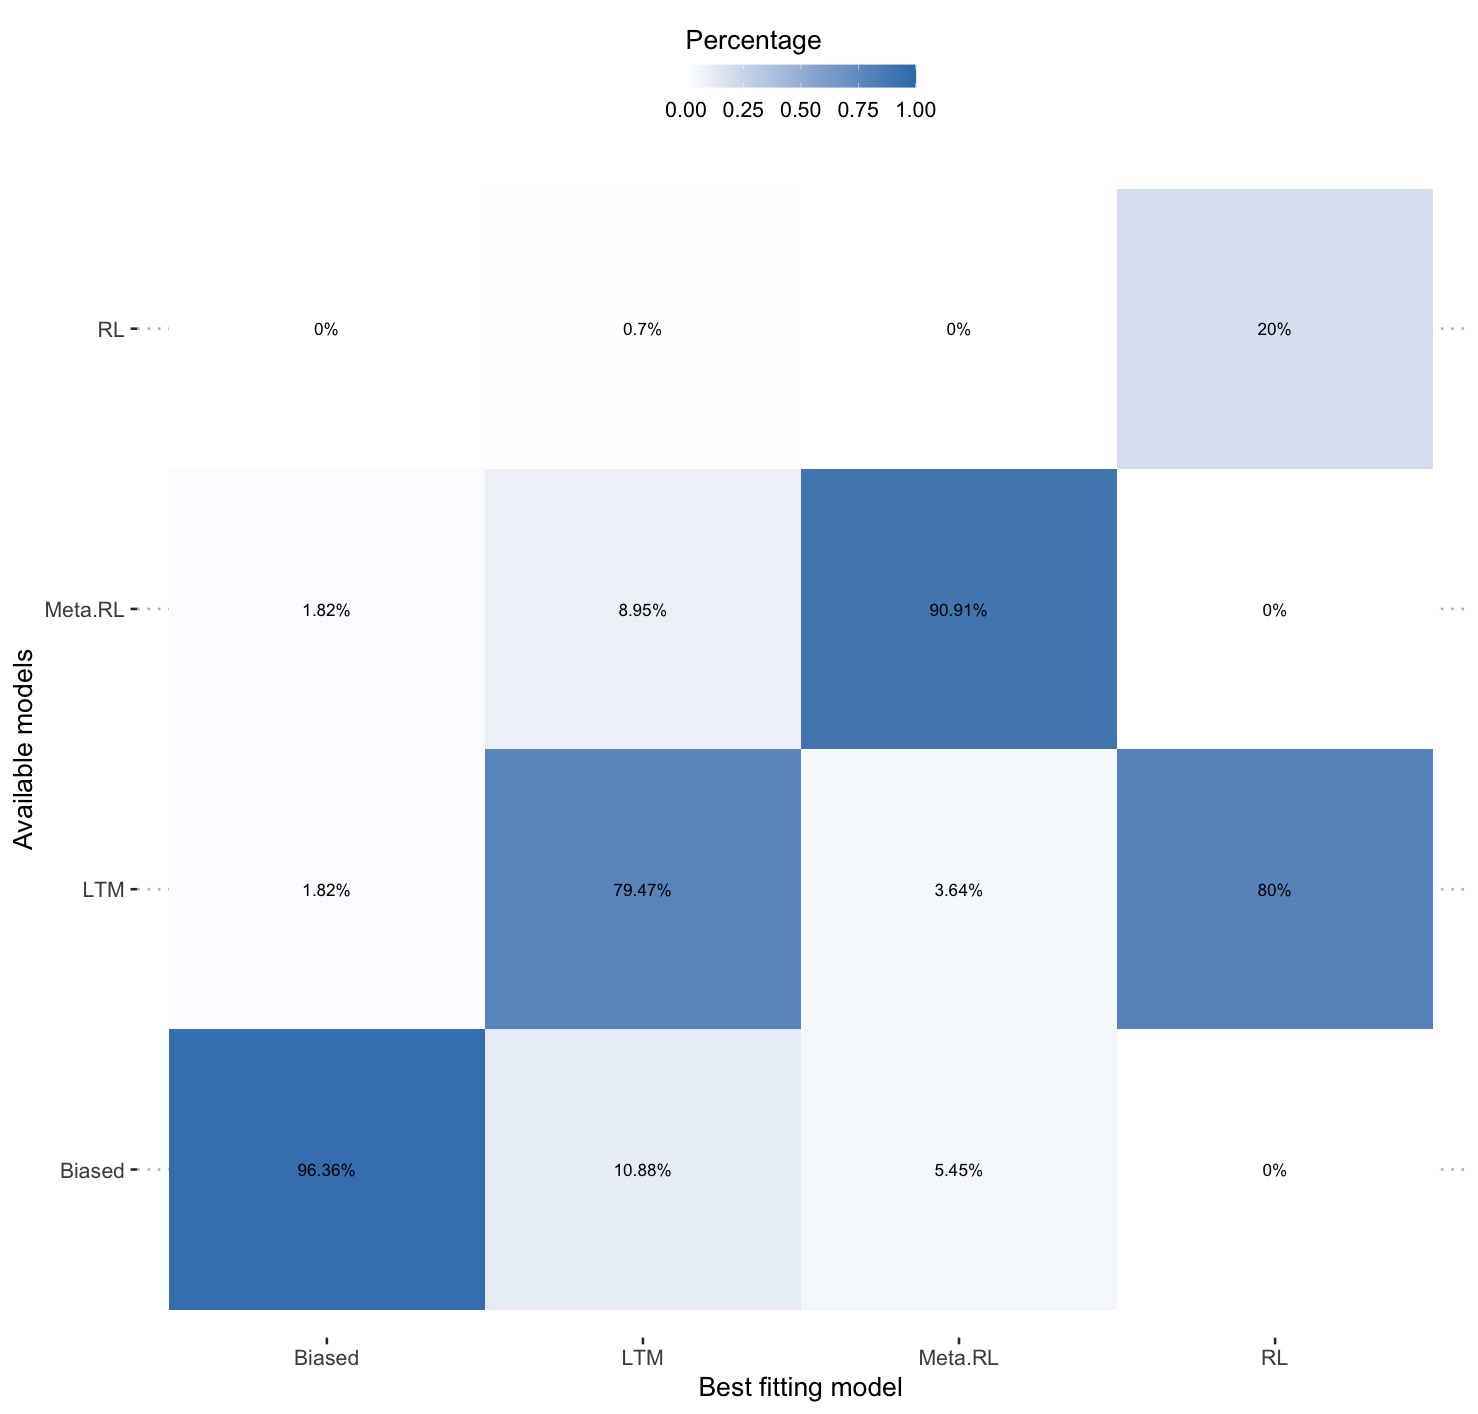 Percentage
0.00 0.25 0.50 0.75 1.00
RL 0% 0.7% 0% 20%
Meta.RL 1.82% 8.95% 90.91% 0%
Available models
LTM 1.82% 79.47% 3.64% 80%
Biased 96.36% 10.88% 5.45% 0%
Biased LTM Meta.RL RL
Best fitting model